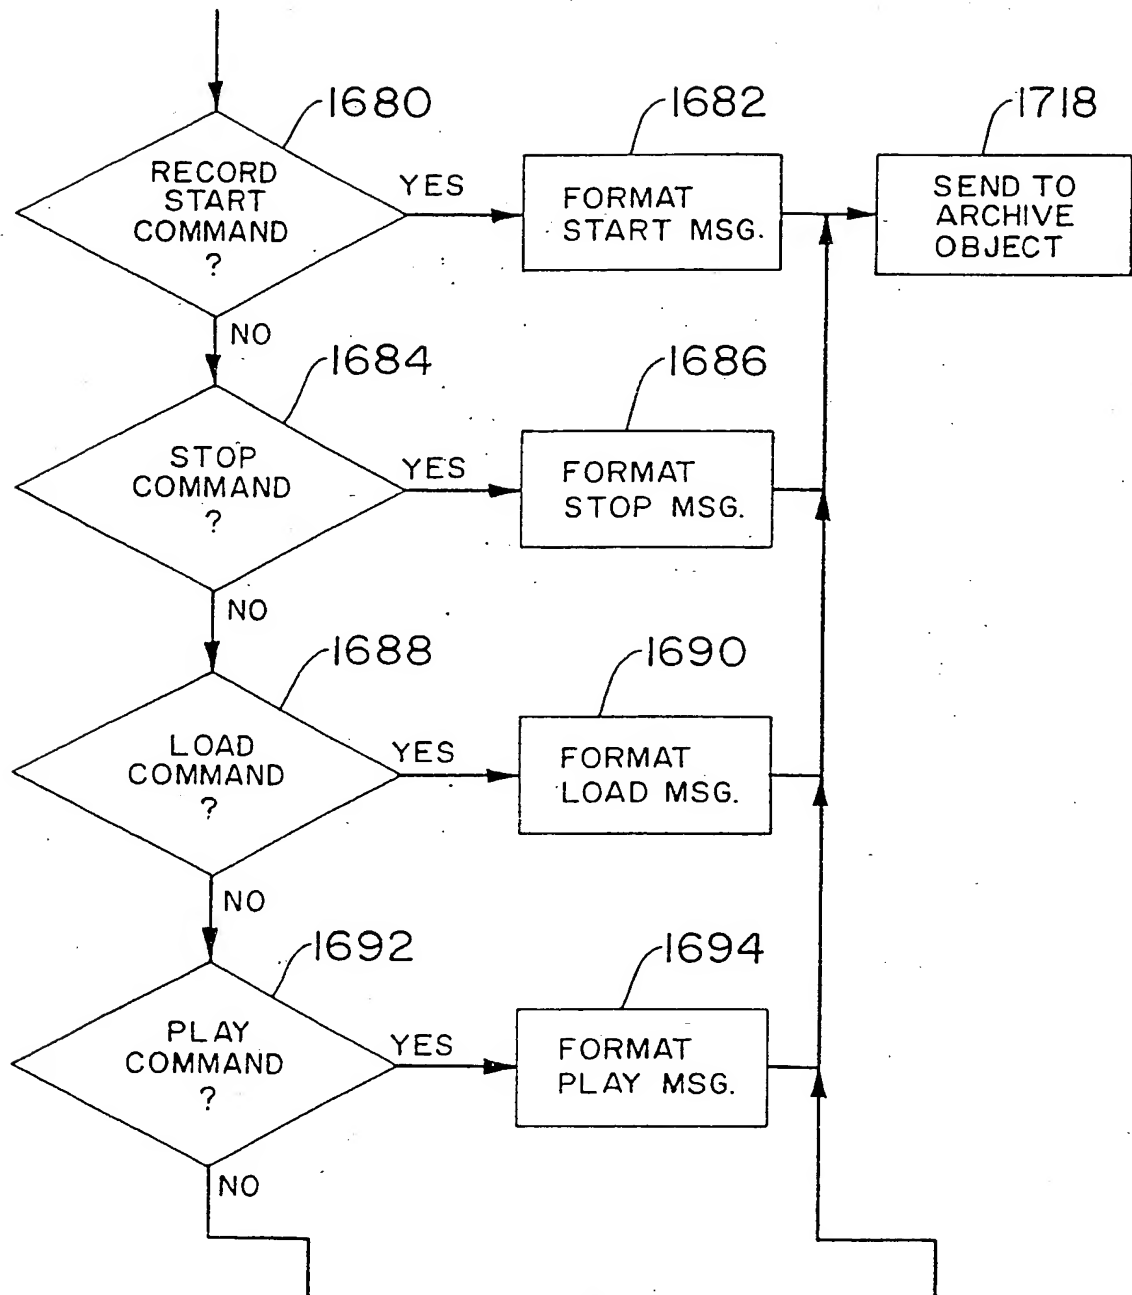 1680
1682
1718
RECORD
START
COMMAND
?
YES
FORMAT
START MSG.
SEND TO
ARCHIVE
OBJECT
NO
1684
1686
STOP
COMMAND
?
YES
FORMAT
STOP MSG.
NO
1688
1690
LOAD
COMMAND
?
YES
FORMAT
LOAD MSG.
NO
1692
1694
PLAY
COMMAND
?
YES
FORMAT
PLAY MSG.
NO